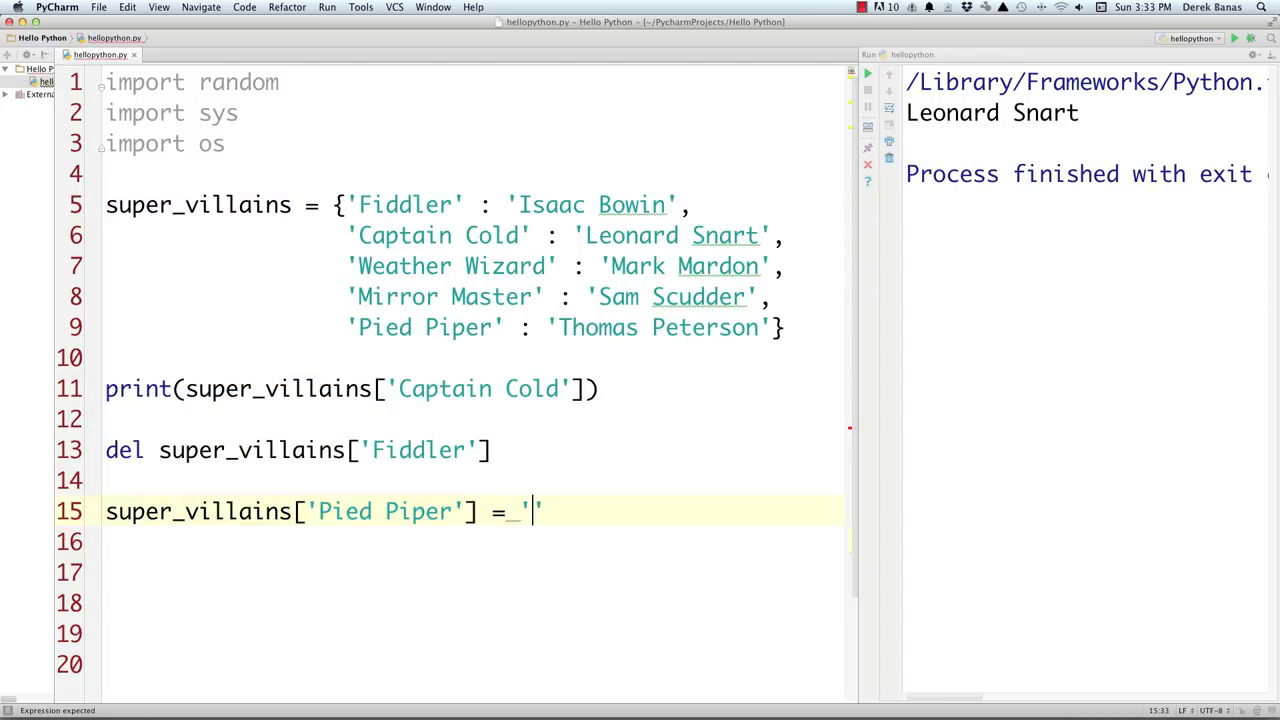 PyCharm File Edit View Navigate Code Refactor Run Tools VCS Window Help 10 Sun 3:33 PM Derek Banas
hellopython.py - Hello Python - [~/PycharmProjects/Hello Python]
Hello Python hellopython.py hellopython
hellopython.py Run hellopython
Hello P
hell
Externa
1 import random
2 import sys
3 import os
4
5 super_villains = {'Fiddler' : 'Isaac Bowin',
6 'Captain Cold' : 'Leonard Snart',
7 'Weather Wizard' : 'Mark Mardon',
8 'Mirror Master' : 'Sam Scudder',
9 'Pied Piper' : 'Thomas Peterson'}
10
11 print(super_villains['Captain Cold'])
12
13 del super_villains['Fiddler']
14
15 super_villains['Pied Piper'] = ''
16
17
18
19
20
/Library/Frameworks/Python.
Leonard Snart
Process finished with exit
Expression expected 15:33 LF UTF-8